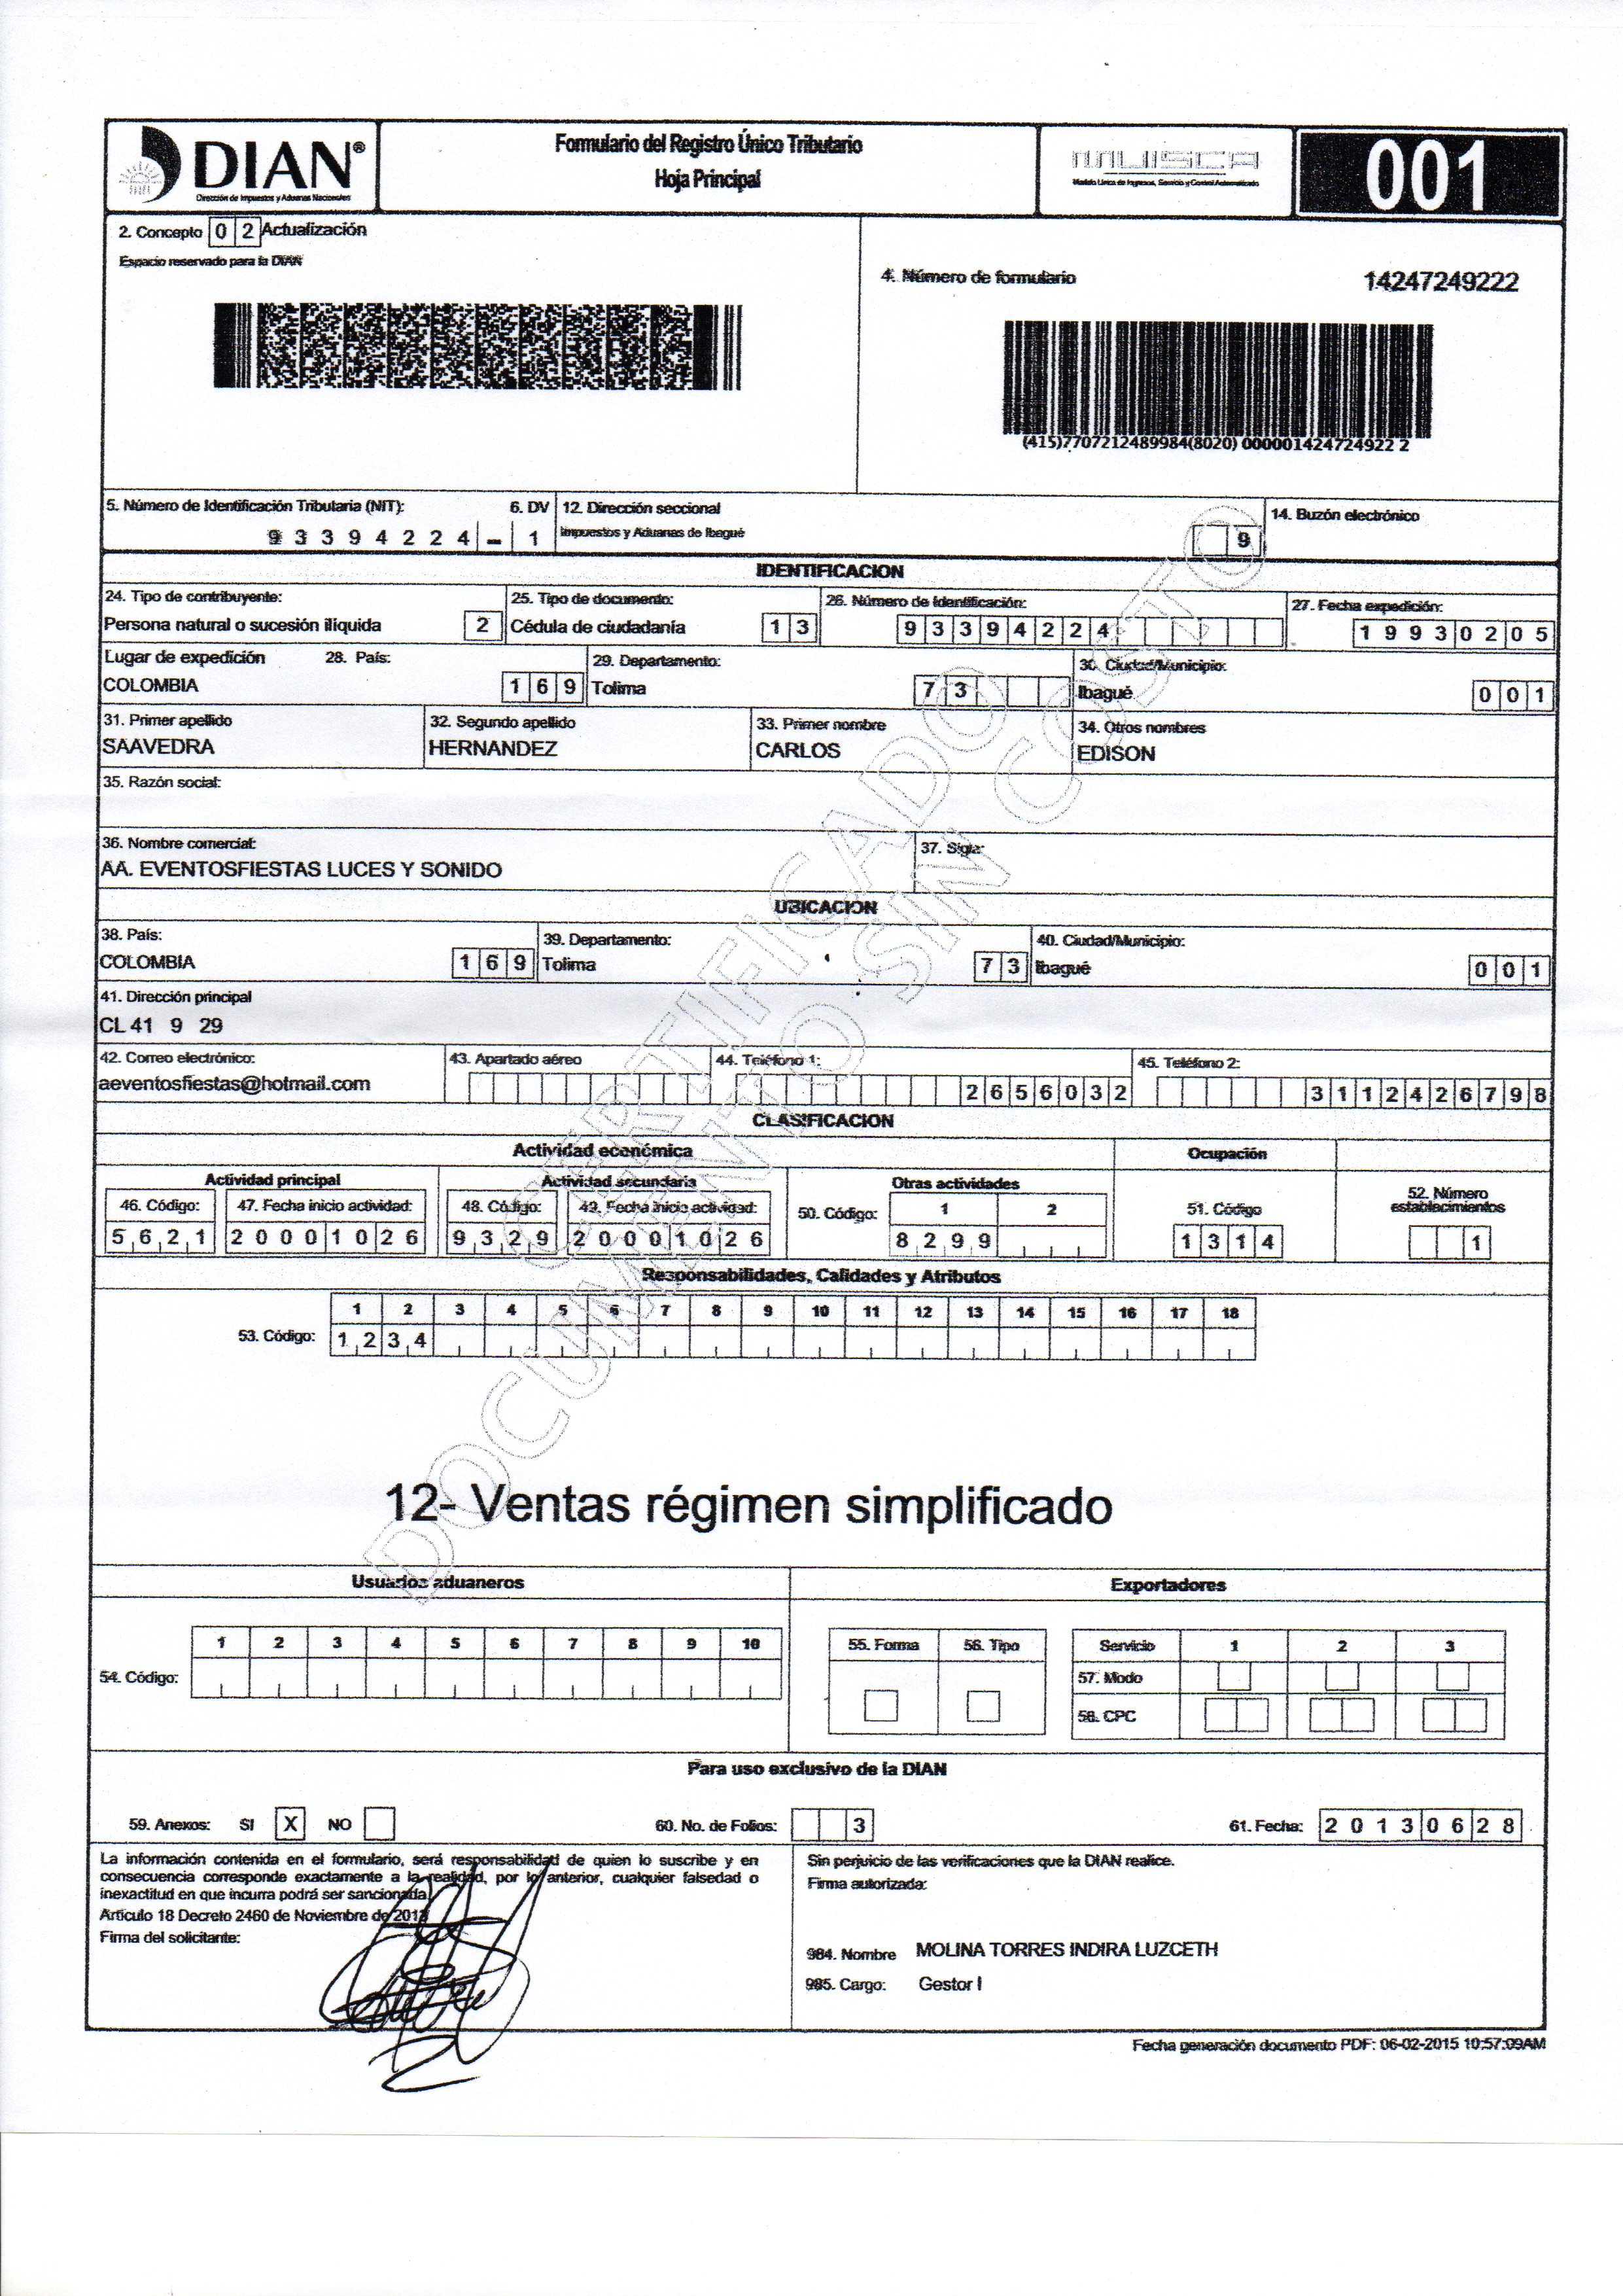 DIAN®
Dirección de Impuestos y Aduanas Nacionales
Formulario del Registro Único Tributario
Hoja Principal
MUISCA
Modelo Único de Ingresos, Servicio y Control Automatizado
001
2. Concepto 0 2 Actualización
Espacio reservado para la DIAN
4. Número de formulario 14247249222
(415)7707212489984(8020) 0000014247249222 2
5. Número de Identificación Tributaria (NIT): 6. DV 12. Dirección seccional 14. Buzón electrónico
9 3 3 9 4 2 2 4 - 1 Impuestos y Aduanas de Ibagué 9
IDENTIFICACION
24. Tipo de contribuyente: 25. Tipo de documento: 26. Número de Identificación: 27. Fecha expedición:
Persona natural o sucesión ilíquida 2 Cédula de ciudadanía 1 3 9 3 3 9 4 2 2 4 1 9 9 3 0 2 0 5
Lugar de expedición 28. País: 29. Departamento: 30. Ciudad/Municipio:
COLOMBIA 1 6 9 Tolima 7 3 Ibagué 0 0 1
31. Primer apellido 32. Segundo apellido 33. Primer nombre 34. Otros nombres
SAAVEDRA HERNANDEZ CARLOS EDISON
35. Razón social:
36. Nombre comercial: 37. Sigla:
AA. EVENTOSFIESTAS LUCES Y SONIDO
UBICACION
38. País: 39. Departamento: 40. Ciudad/Municipio:
COLOMBIA 1 6 9 Tolima 7 3 Ibagué 0 0 1
41. Dirección principal
CL 41 9 29
42. Correo electrónico: 43. Apartado aéreo 44. Teléfono 1: 45. Teléfono 2:
aeventosfiestas@hotmail.com 2 6 5 6 0 3 2 3 1 1 2 4 2 6 7 9 8
CLASIFICACION
Actividad económica Ocupación
Actividad principal Actividad secundaria Otras actividades 52. Número establecimientos
46. Código: 47. Fecha inicio actividad: 48. Código: 49. Fecha inicio actividad: 50. Código: 1 2 51. Código
5 6 2 1 2 0 0 0 1 0 2 6 9 3 2 9 2 0 0 0 1 0 2 6 8 2 9 9 1 3 1 4 1
Responsabilidades, Calidades y Atributos
1 2 3 4 5 6 7 8 9 10 11 12 13 14 15 16 17 18
53. Código: 1 2 3 4
12- Ventas régimen simplificado
CERTIFICADO
DOCUMENTO SIN COSTO
Usuarios aduaneros Exportadores
1 2 3 4 5 6 7 8 9 10 55. Forma 56. Tipo Servicio 1 2 3
54. Código: 57. Modo
58. CPC
Para uso exclusivo de la DIAN
59. Anexos: SI X NO 60. No. de Folios: 3 61. Fecha: 2 0 1 3 0 6 2 8
La información contenida en el formulario, será responsabilidad de quien lo suscribe y en
consecuencia corresponde exactamente a la realidad, por lo anterior, cualquier falsedad o
inexactitud en que incurra podrá ser sancionada.
Artículo 18 Decreto 2460 de Noviembre de 2013
Firma del solicitante:
Sin perjuicio de las verificaciones que la DIAN realice.
Firma autorizada:
984. Nombre MOLINA TORRES INDIRA LUZCETH
985. Cargo: Gestor I
Fecha generación documento PDF: 06-02-2015 10:57:09AM